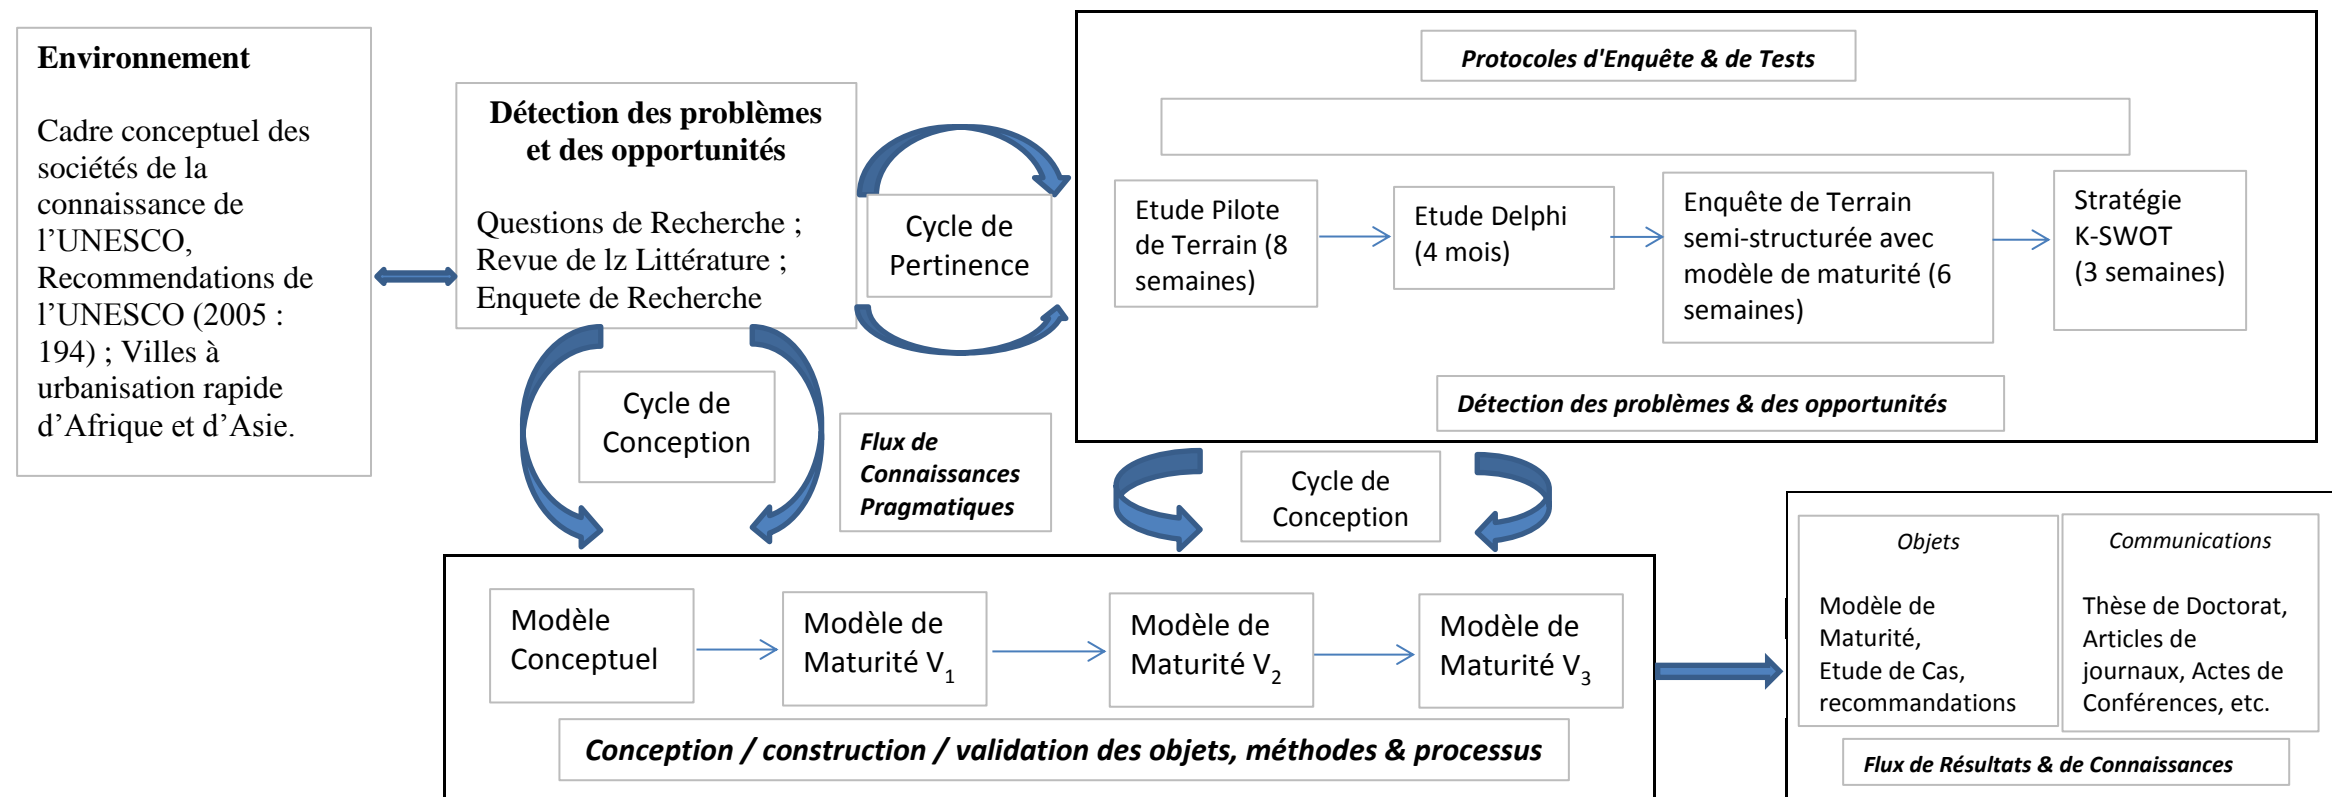 Environnement
Cadre conceptuel des
sociétés de la
connaissance de
l’UNESCO,
Recommendations de
l’UNESCO (2005 :
194) ; Villes à
urbanisation rapide
d’Afrique et d’Asie.
Détection des problèmes
et des opportunités
Questions de Recherche ;
Revue de lz Littérature ;
Enquete de Recherche
Cycle de
Pertinence
Protocoles d'Enquête & de Tests
Etude Pilote
de Terrain (8
semaines)
Etude Delphi
(4 mois)
Enquête de Terrain
semi-structurée avec
modèle de maturité (6
semaines)
Stratégie
K-SWOT
(3 semaines)
Détection des problèmes & des opportunités
Cycle de
Conception
Flux de
Connaissances
Pragmatiques
Cycle de
Conception
Modèle
Conceptuel
Modèle de
Maturité V1
Modèle de
Maturité V2
Modèle de
Maturité V3
Conception / construction / validation des objets, méthodes & processus
Objets
Modèle de
Maturité,
Etude de Cas,
recommandations
Communications
Thèse de Doctorat,
Articles de
journaux, Actes de
Conférences, etc.
Flux de Résultats & de Connaissances